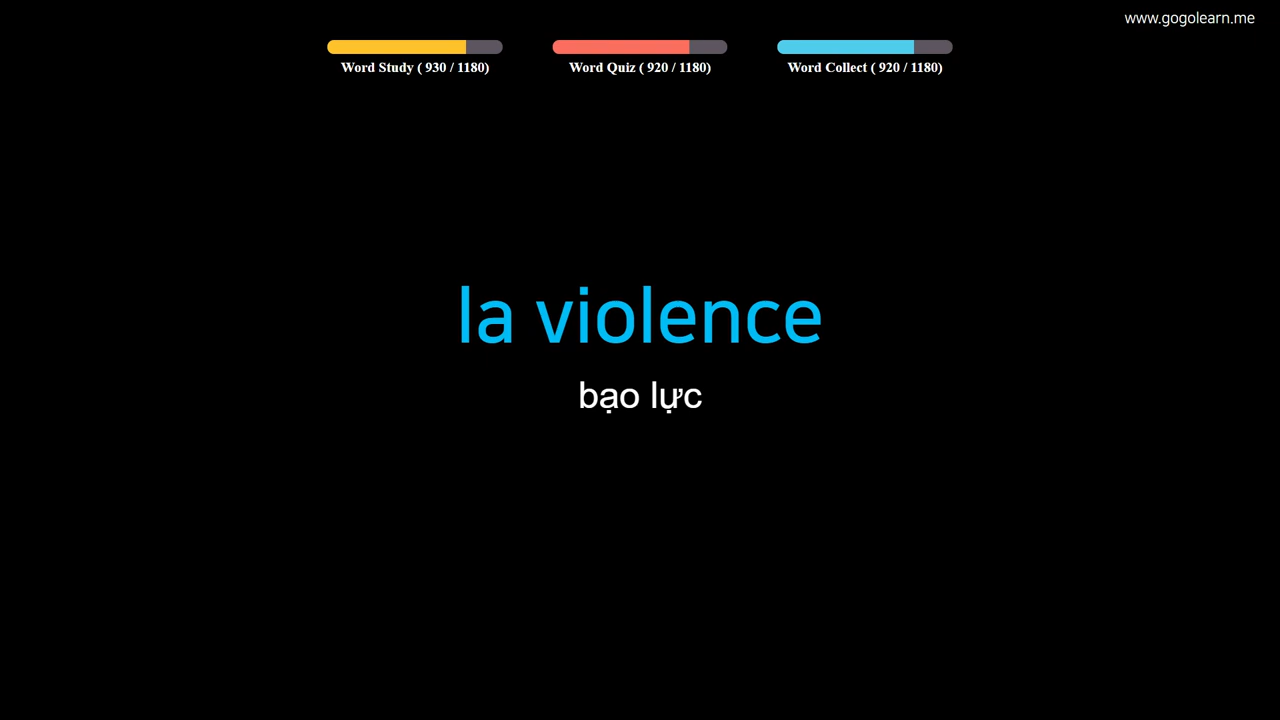 www.gogolearn.me
Word Study ( 930 / 1180)
Word Quiz ( 920 / 1180)
Word Collect ( 920 / 1180)
la violence
bạo lực